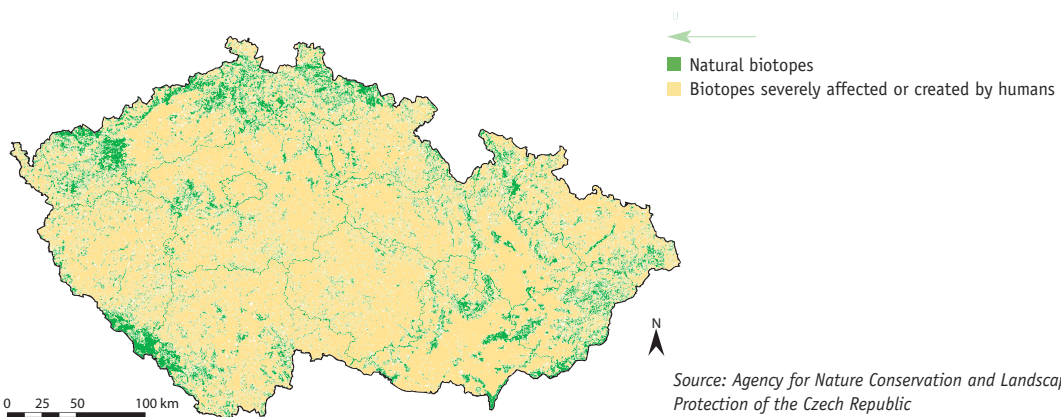 Natural biotopes
Biotopes severely affected or created by humans
N
0 25 50 100 km
Source: Agency for Nature Conservation and Landsca
Protection of the Czech Republic